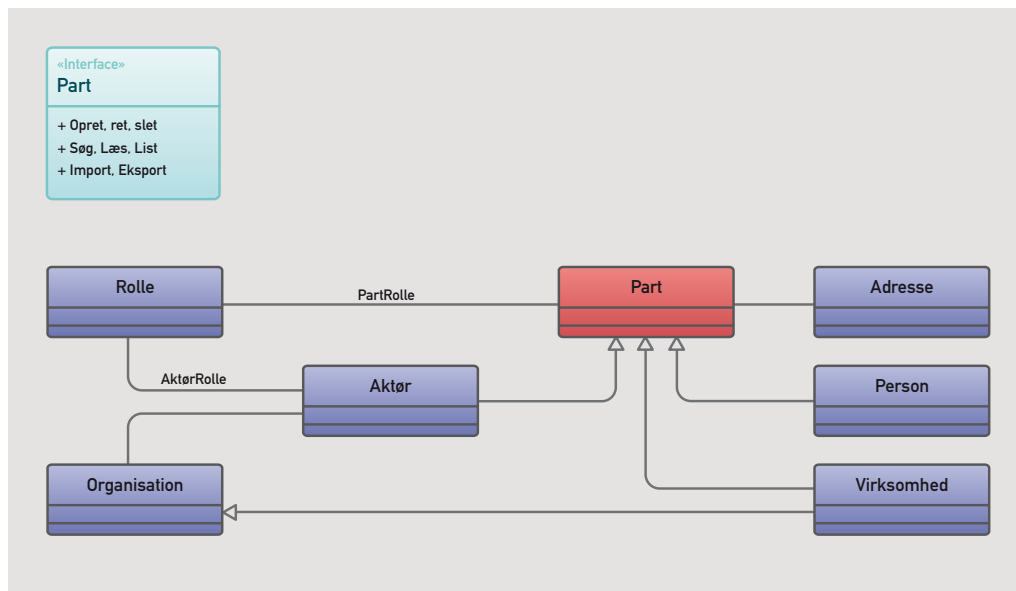 «Interface»
Part
+ Opret, ret, slet
+ Søg, Læs, List
+ Import, Eksport
Rolle
PartRolle
Part
Adresse
AktørRolle
Aktør
Person
Organisation
Virksomhed